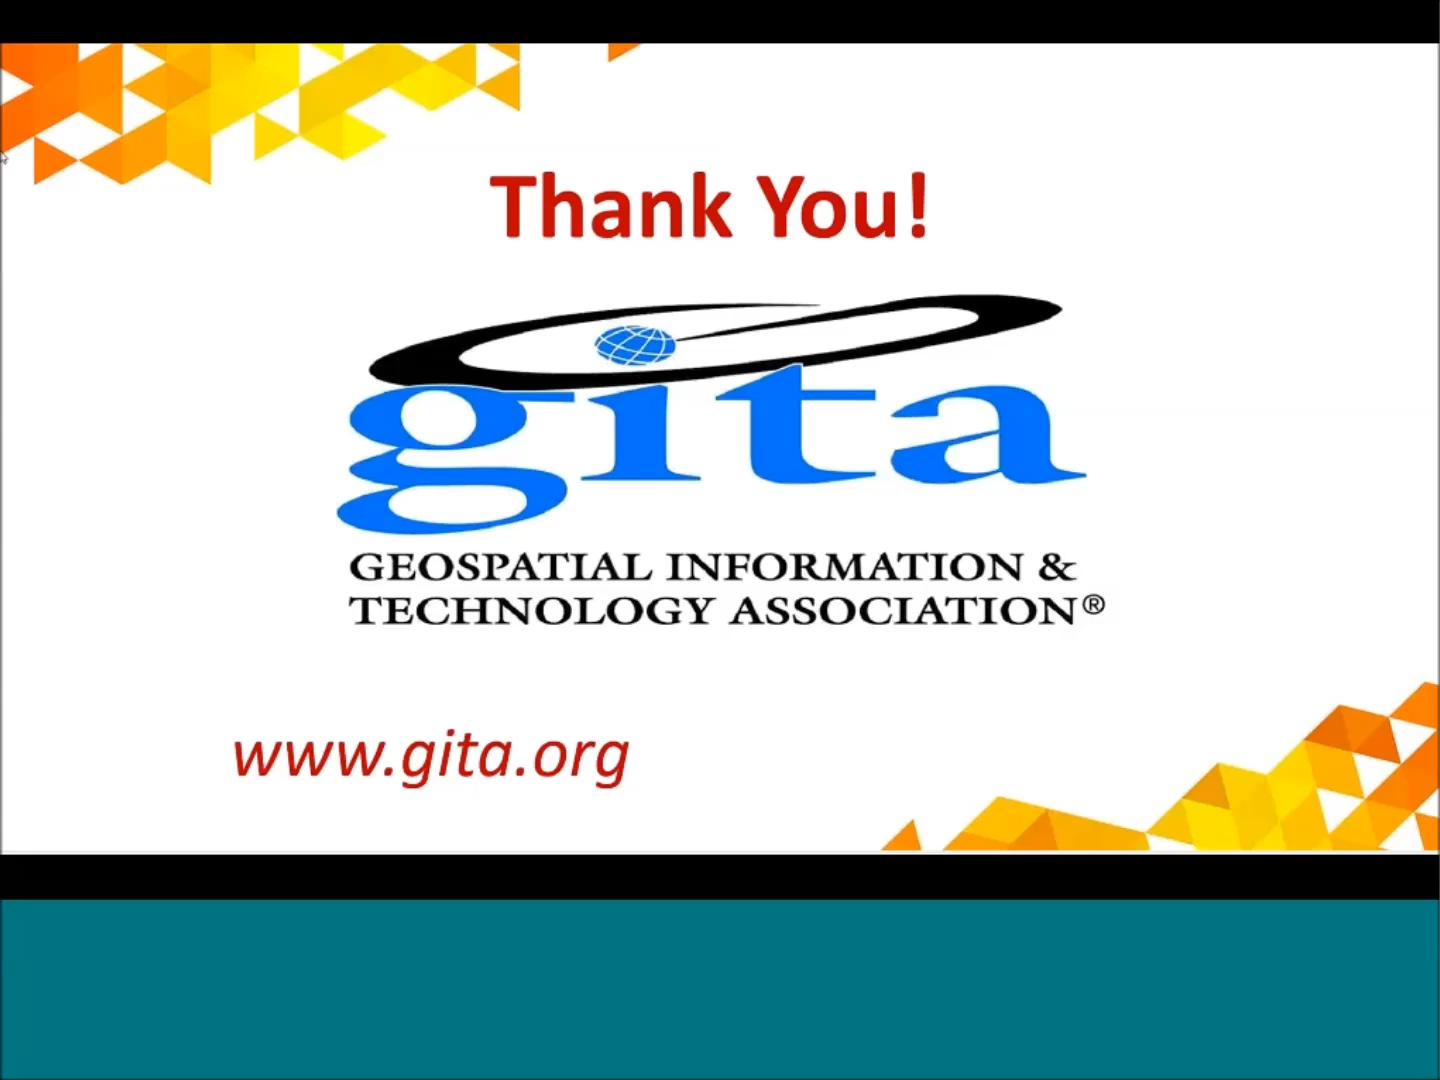 Thank You!
gita
GEOSPATIAL INFORMATION &
TECHNOLOGY ASSOCIATION®
www.gita.org